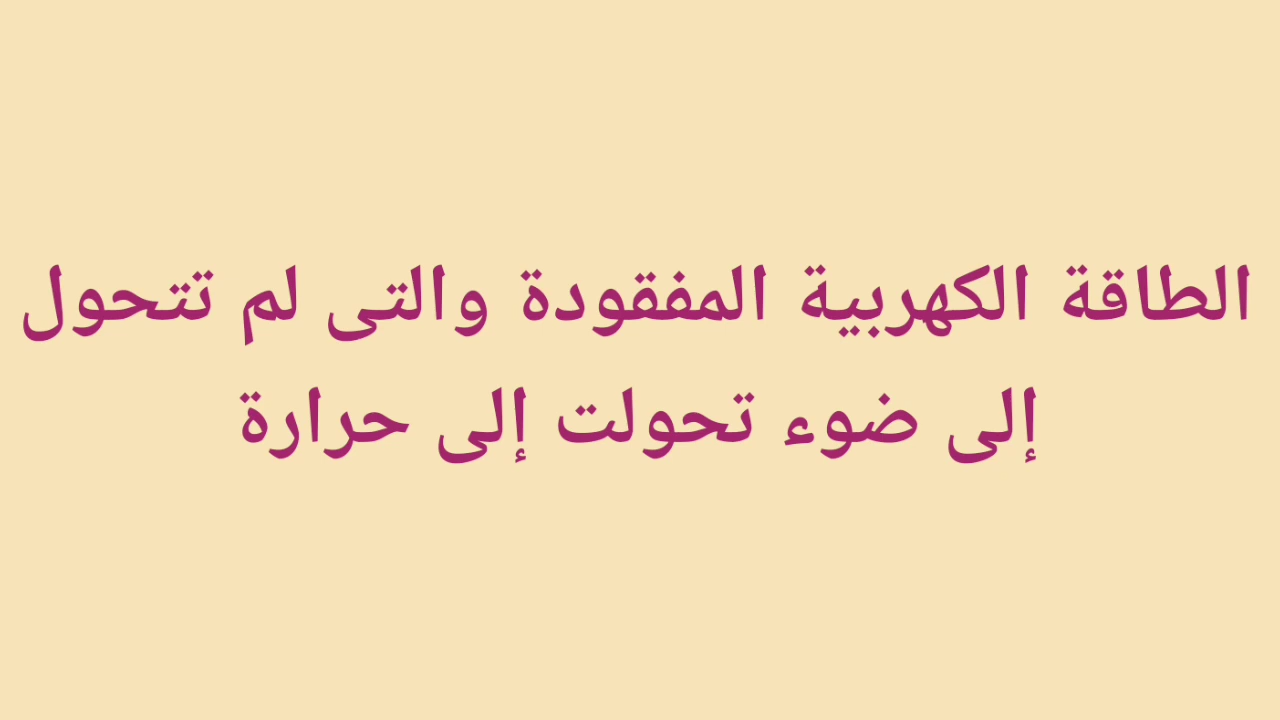 الطاقة الكهربية المفقودة والتى لم تتحول
إلى ضوء تحولت إلى حرارة